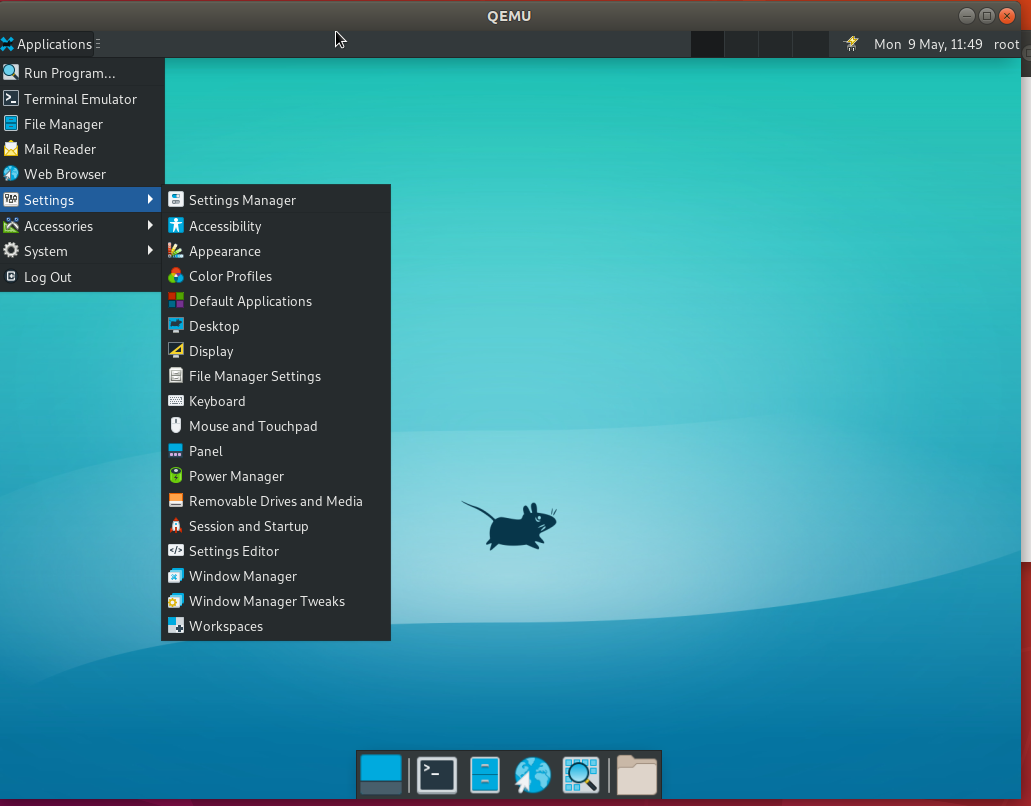 QEMU
Applications
Mon 9 May, 11:49 root
Run Program...
Terminal Emulator
File Manager
Mail Reader
Web Browser
Settings
Accessories
System
Log Out
Settings Manager
Accessibility
Appearance
Color Profiles
Default Applications
Desktop
Display
File Manager Settings
Keyboard
Mouse and Touchpad
Panel
Power Manager
Removable Drives and Media
Session and Startup
Settings Editor
Window Manager
Window Manager Tweaks
Workspaces